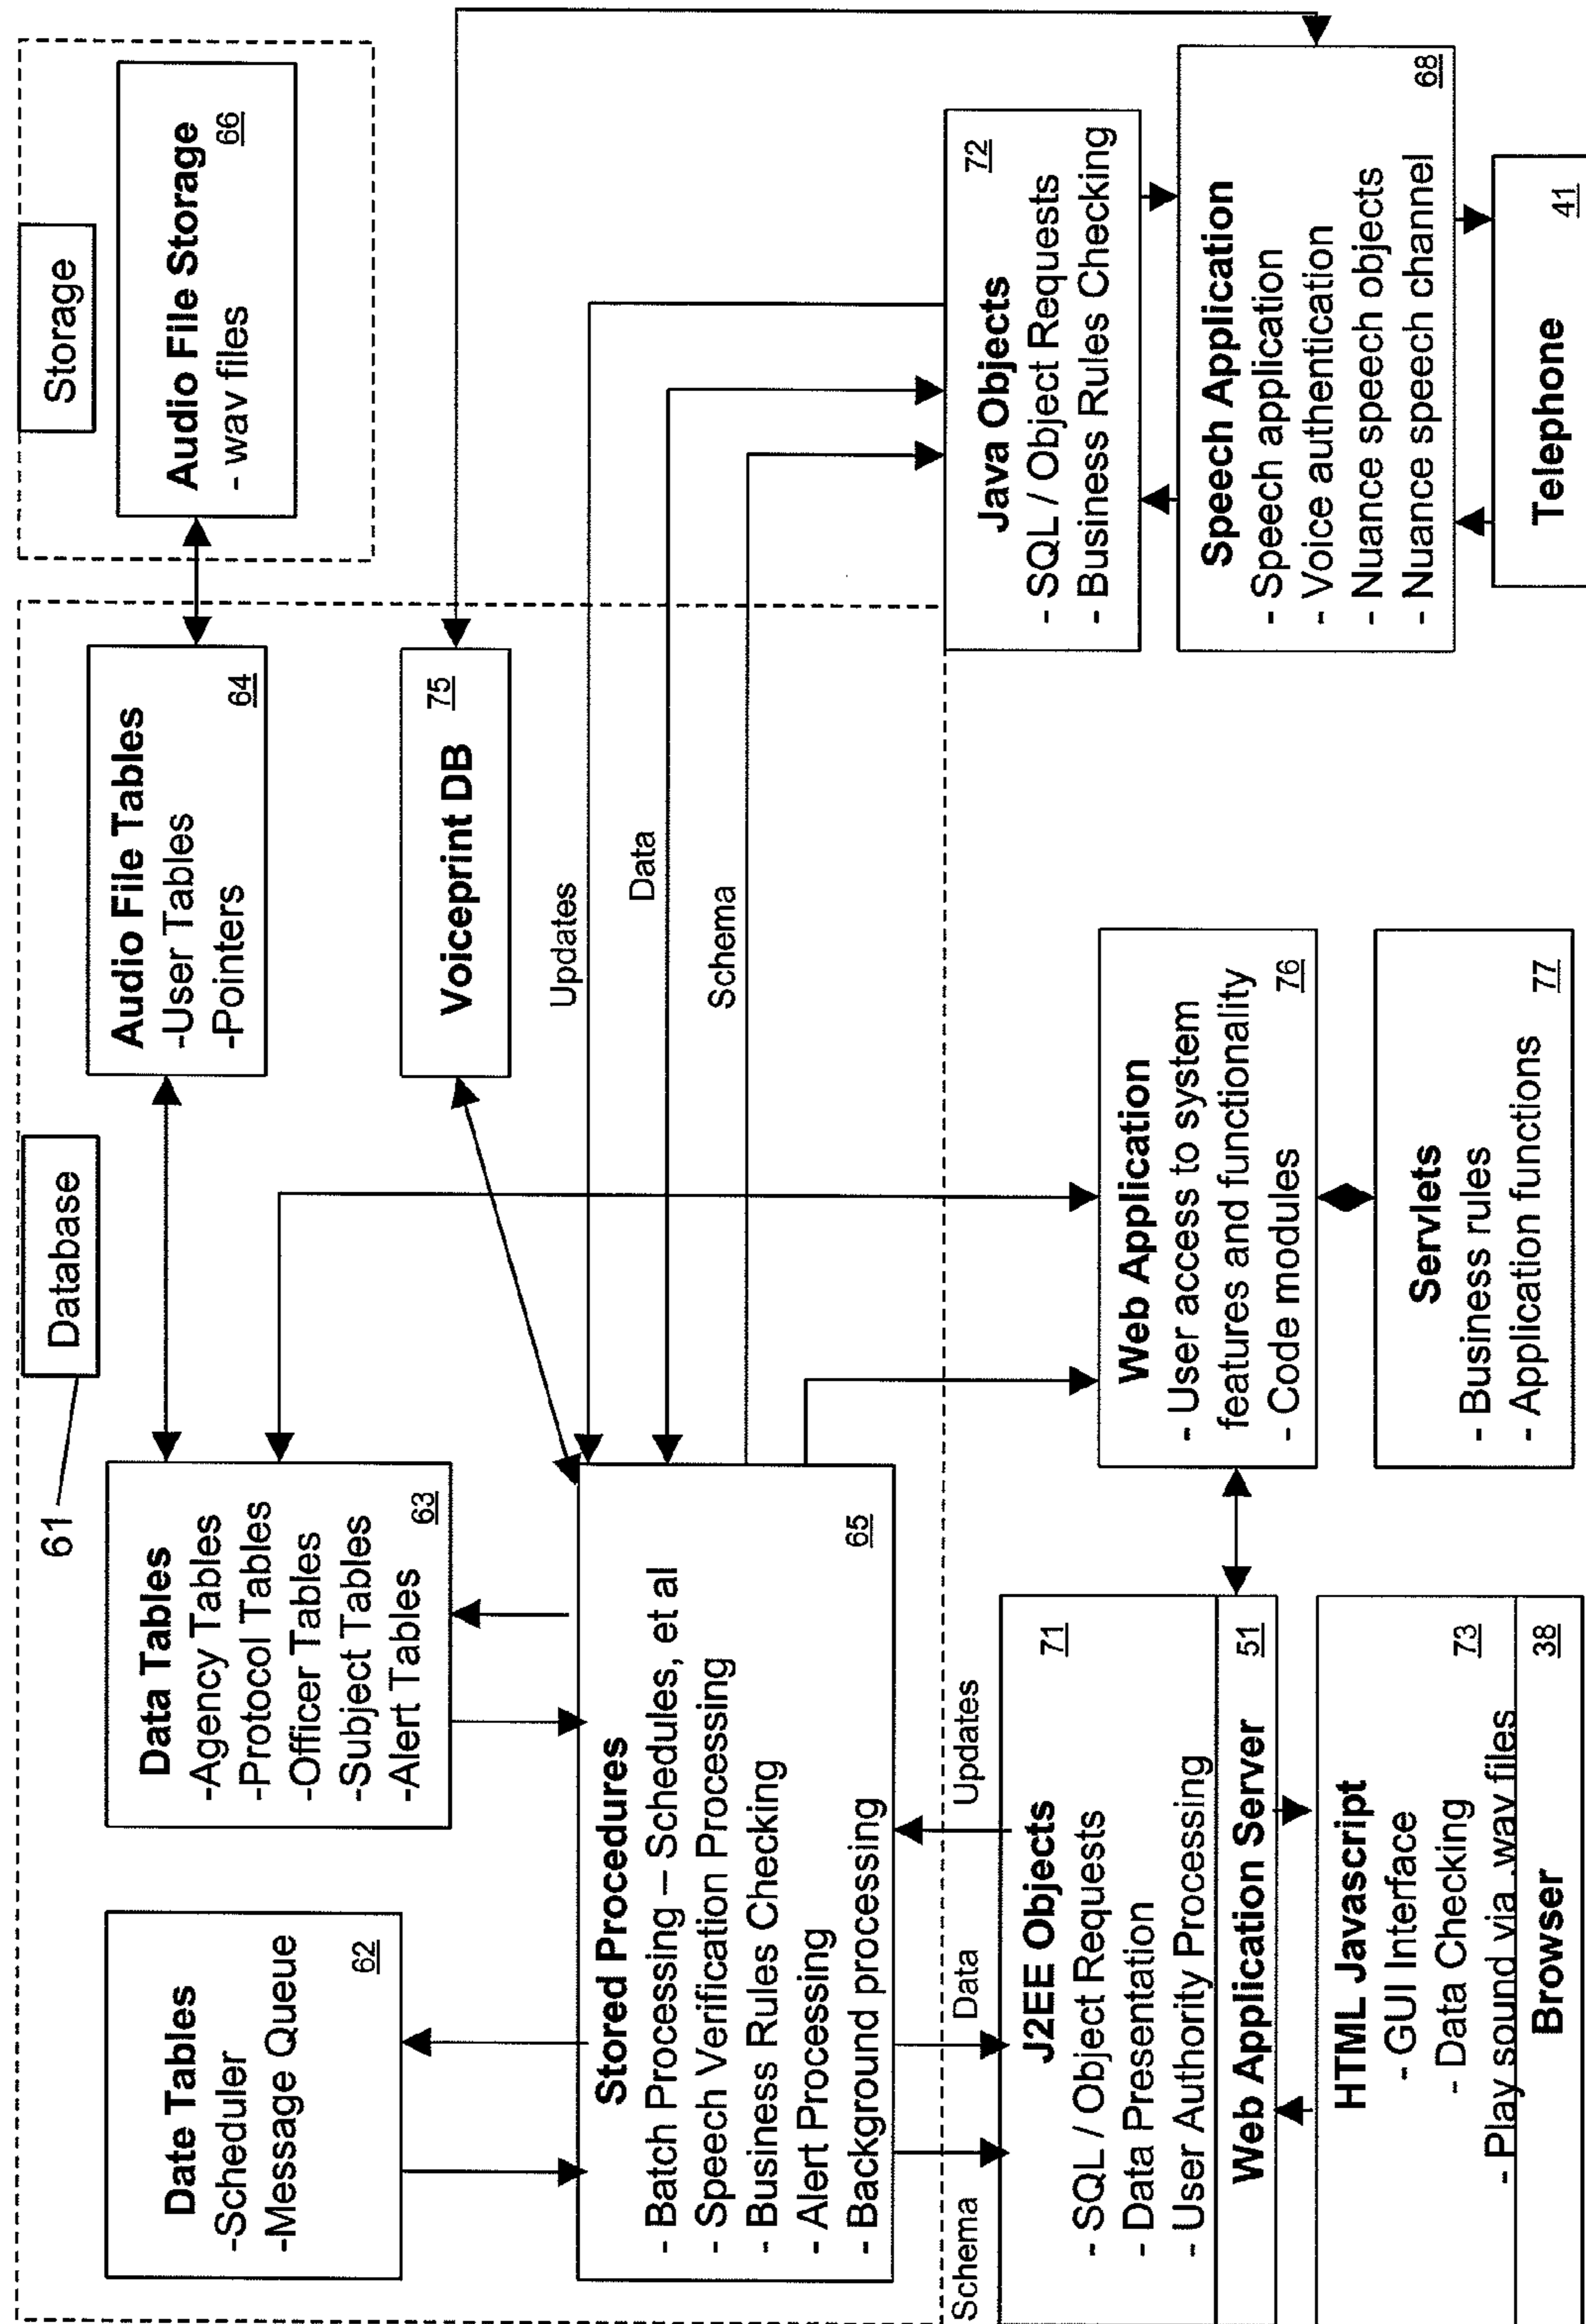 61
Database
Storage
Date Tables
-Scheduler
-Message Queue
62
Data Tables
-Agency Tables
-Protocol Tables
-Officer Tables
-Subject Tables
-Alert Tables
63
Audio File Tables
-User Tables
-Pointers
64
Audio File Storage
- wav files
66
Voiceprint DB
75
Stored Procedures
- Batch Processing – Schedules, et al
- Speech Verification Processing
- Business Rules Checking
- Alert Processing
- Background processing
65
Updates
Data
Schema
Schema
Data
Updates
J2EE Objects
71
- SQL / Object Requests
- Data Presentation
- User Authority Processing
Web Application Server
51
HTML Javascript
- GUI Interface
- Data Checking
73
- Play sound via .wav files
Browser
38
Web Application
- User access to system
features and functionality
- Code modules
76
Servlets
- Business rules
- Application functions
77
Java Objects
72
- SQL / Object Requests
- Business Rules Checking
Speech Application
- Speech application
- Voice authentication
- Nuance speech objects
- Nuance speech channel
68
Telephone
41